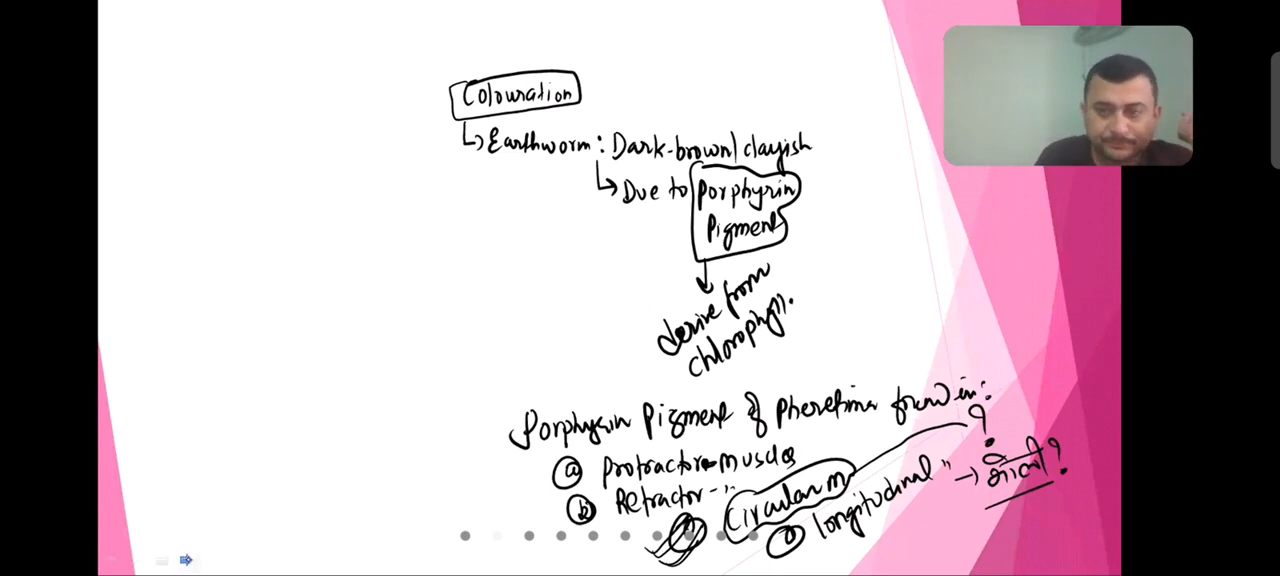 Colouration
↳ Earthworm : Dark-brown/clayish
↳ Due to Porphyrin
Pigment
↓
derive from
chlorophyll.
Porphyrin Pigment of Pheretima found in:
?
(a) Protractor muscles
(b) Retractor - "
Circular m
longitudinal " →